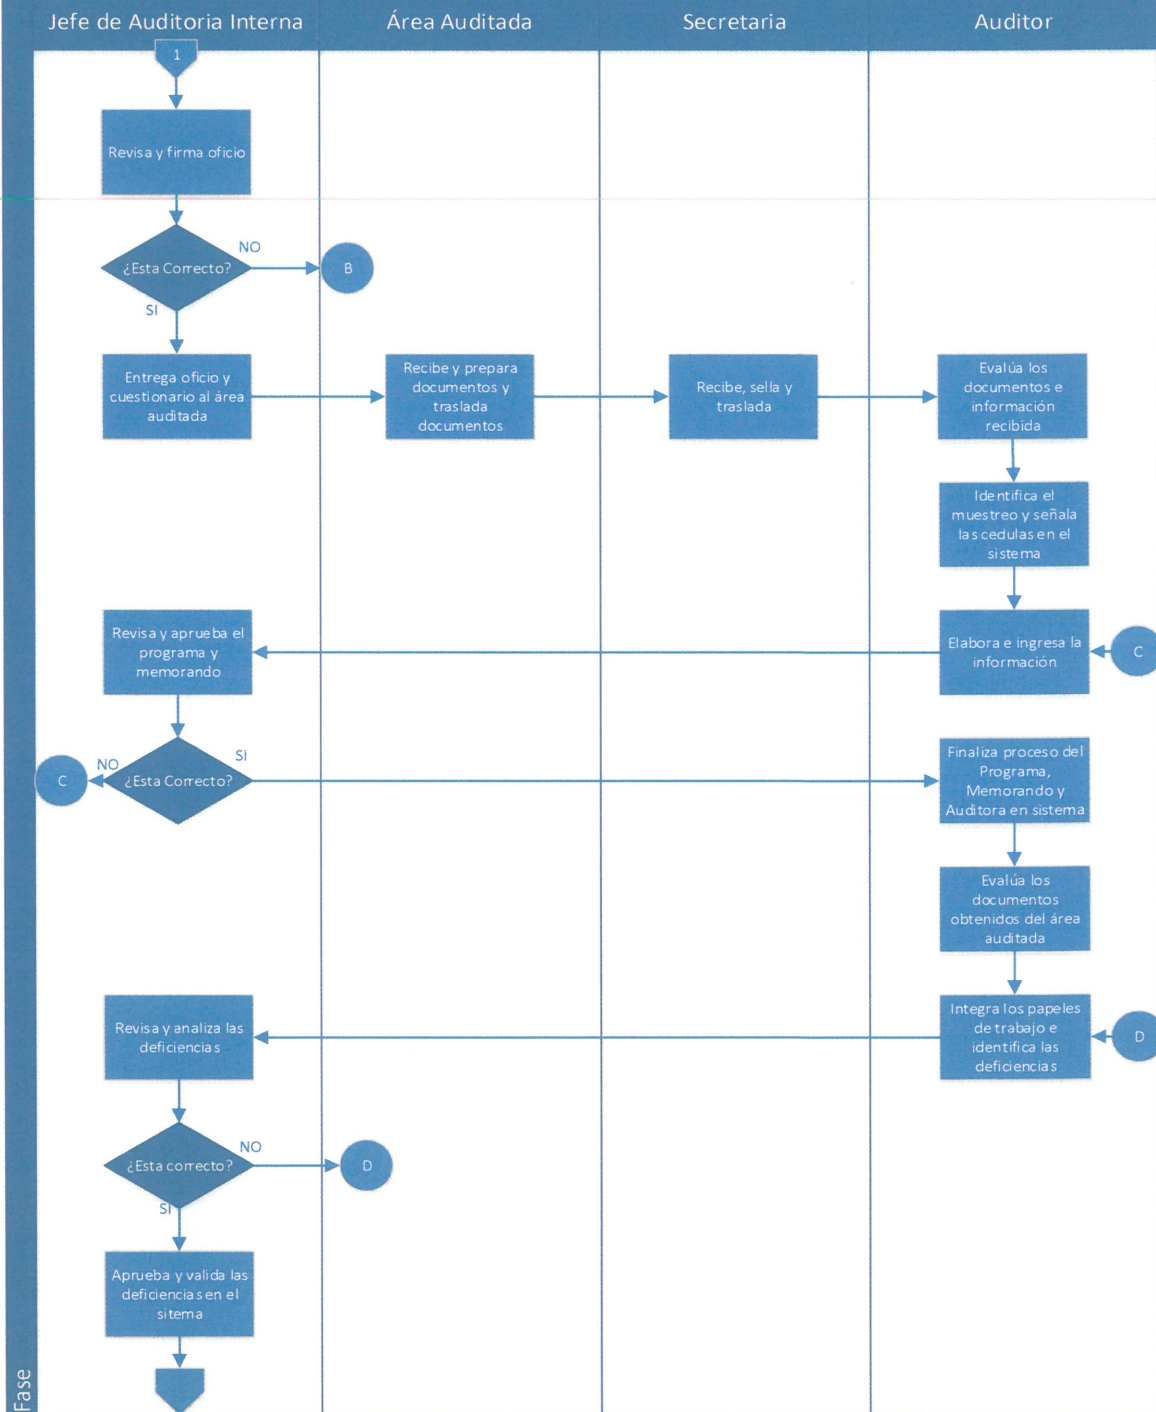 Jefe de Auditoria Interna
Área Auditada
Secretaria
Auditor
1
Revisa y firma oficio
¿Esta Correcto?
NO
B
SI
Entrega oficio y
cuestionario al área
auditada
Recibe y prepara
documentos y
traslada
documentos
Recibe, sella y
traslada
Evalúa los
documentos e
información
recibida
Identifica el
muestreo y señala
las cedulas en el
sistema
Revisa y aprueba el
programa y
memorando
Elabora e ingresa la
información
C
C
NO
¿Esta Correcto?
SI
Finaliza proceso del
Programa,
Memorando y
Auditora en sistema
Evalúa los
documentos
obtenidos del área
auditada
Revisa y analiza las
deficiencias
Integra los papeles
de trabajo e
identifica las
deficiencias
D
¿Esta correcto?
NO
D
SI
Aprueba y valida las
deficiencias en el
sitema
Fase